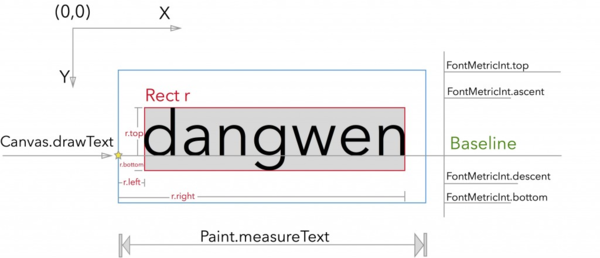 (0,0)
X
Y
FontMetricInt.top
Rect r
FontMetricInt.ascent
r.top
dangwen
Canvas.drawText
Baseline
r.bottom
r.left
FontMetricInt.descent
r.right
FontMetricInt.bottom
Paint.measureText